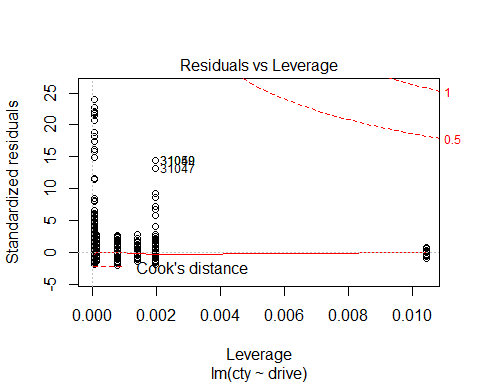 Residuals vs Leverage
Standardized residuals
25
20
15
10
5
0
-5
1
0.5
31047
Cook's distance
0.000 0.002 0.004 0.006 0.008 0.010
Leverage
lm(cty ~ drive)